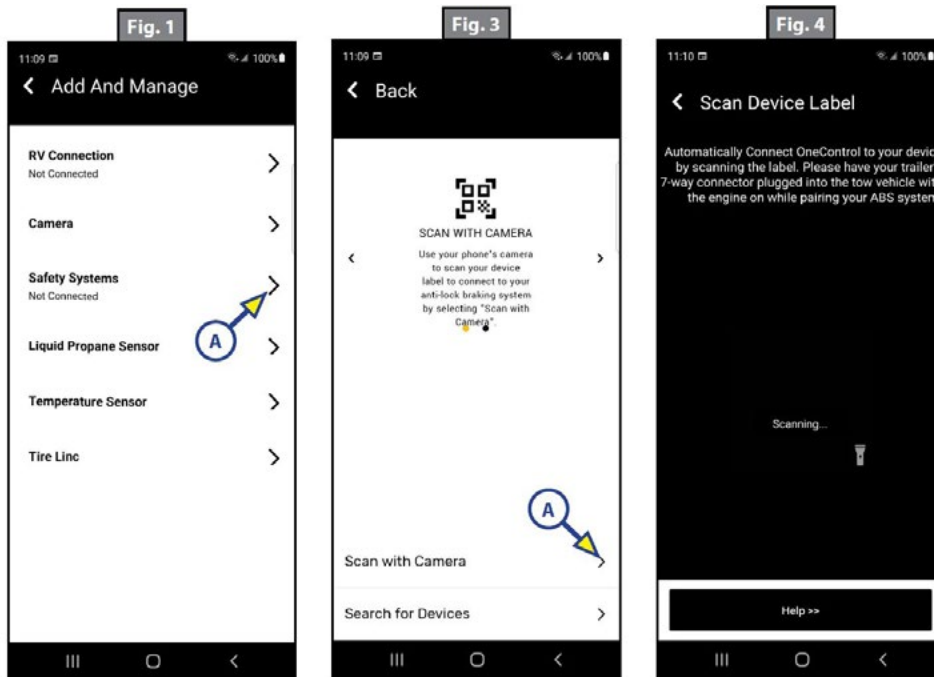 Fig. 1
11:09 100%
Add And Manage
RV Connection
Not Connected
Camera
Safety Systems
Not Connected
A
Liquid Propane Sensor
Temperature Sensor
Tire Linc
Fig. 3
11:09 100%
Back
SCAN WITH CAMERA
Use your phone's camera
to scan your device
label to connect to your
anti-lock braking system
by selecting "Scan with
Camera".
A
Scan with Camera
Search for Devices
Fig. 4
11:10 100%
Scan Device Label
Automatically Connect OneControl to your devic
by scanning the label. Please have your trailer
7-way connector plugged into the tow vehicle wit
the engine on while pairing your ABS system
Scanning...
Help >>